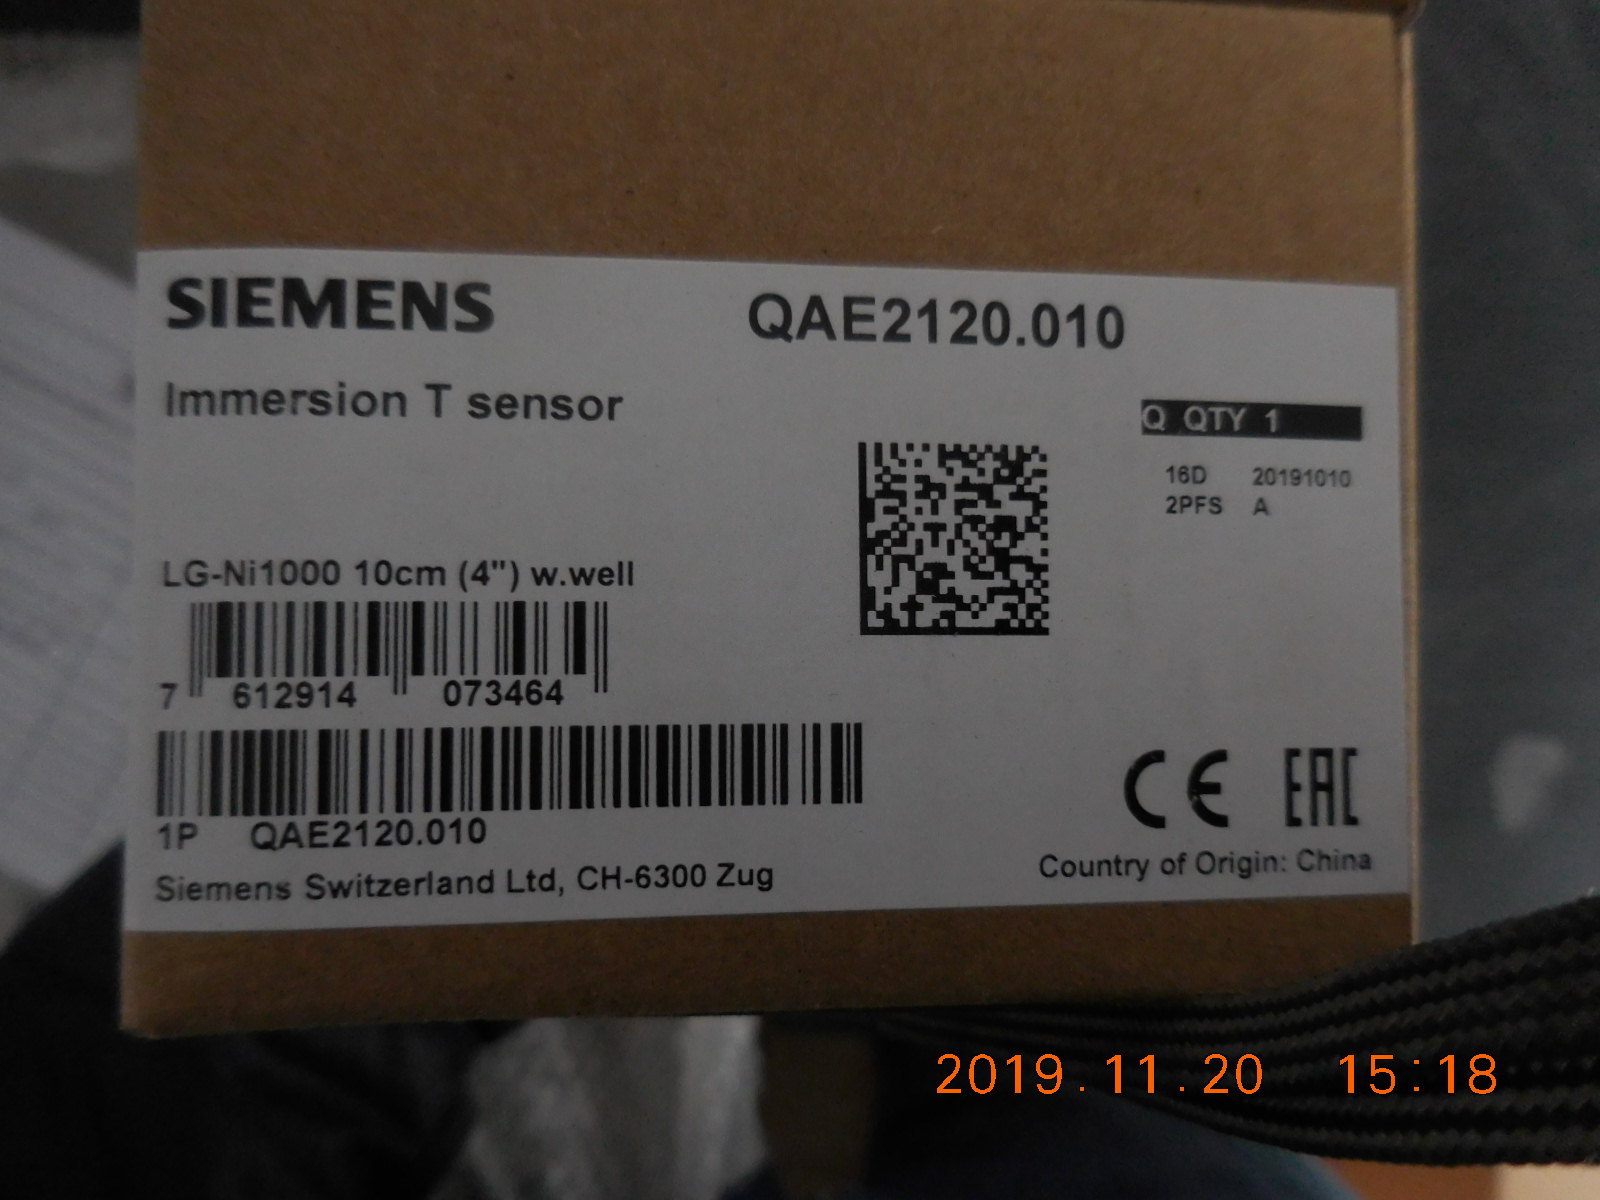 SIEMENS QAE2120.010
Immersion T sensor
Q QTY 1
16D 20191010
2PFS A
LG-Ni1000 10cm (4") w.well
7 612914 073464
1P QAE2120.010
CE EAC
Siemens Switzerland Ltd, CH-6300 Zug
Country of Origin: China
2019.11.20 15:18